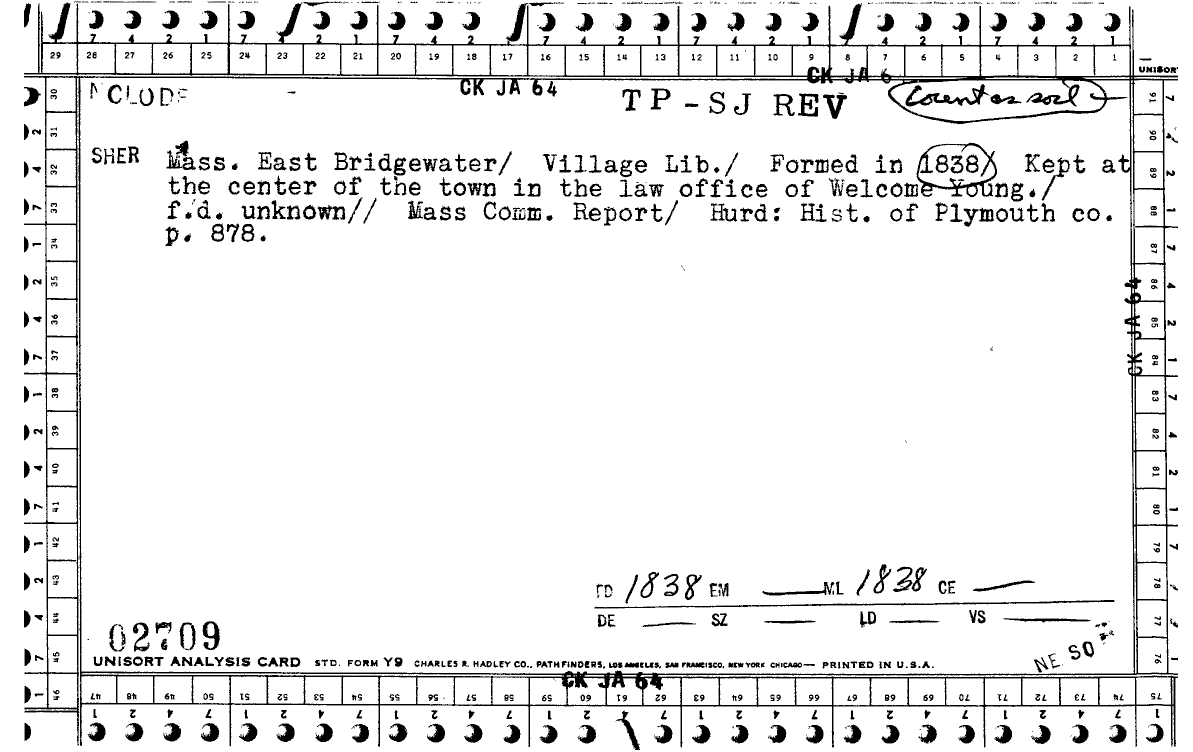 7 4 2 1 7 4 2 1 7 4 2 1 7 4 2 1 7 4 2 1 7 4 2 1 7 4 2 1
29 28 27 26 25 24 23 22 21 20 19 18 17 16 15 14 13 12 11 10 9 8 7 6 5 4 3 2 1
CK JA 6
UNISORT
CLODE CK JA 64 TP-SJ REV Count as soil
SHER Mass. East Bridgewater/ Village Lib./ Formed in 1838/ Kept at
the center of the town in the law office of Welcome Young./
f.d. unknown// Mass Comm. Report/ Hurd: Hist. of Plymouth co.
p. 878.
CK JA 64
FD 1838 EM — ML 1838 CE —
DE — SZ — LD — VS —
02709
NE SO
UNISORT ANALYSIS CARD STD. FORM Y9 CHARLES R. HADLEY CO., PATHFINDERS, LOS ANGELES, SAN FRANCISCO, NEW YORK CHICAGO— PRINTED IN U.S.A.
CK JA 64
30 31 32 33 34 35 36 37 38 39 40 41 42 43 44 45 46
91 90 89 88 87 86 85 84 83 82 81 80 79 78 77 76
47 48 49 50 51 52 53 54 55 56 57 58 59 60 61 62 63 64 65 66 67 68 69 70 71 72 73 74 75
1 2 4 7 1 2 4 7 1 2 4 7 1 2 4 7 1 2 4 7 1 2 4 7 1 2 4 7 1